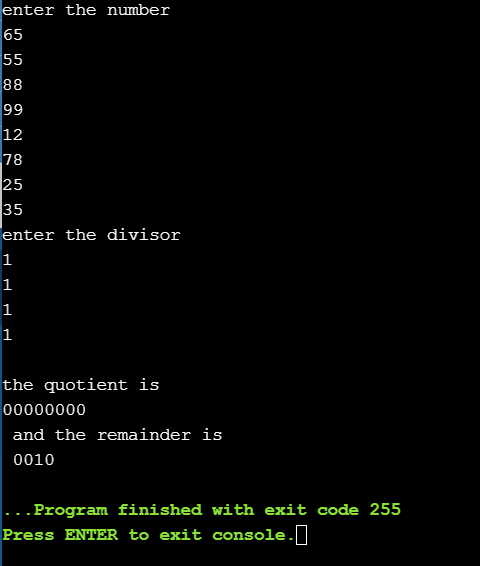 enter the number
65
55
88
99
12
78
25
35
enter the divisor
1
1
1
1
the quotient is
00000000
and the remainder is
0010
...Program finished with exit code 255
Press ENTER to exit console.